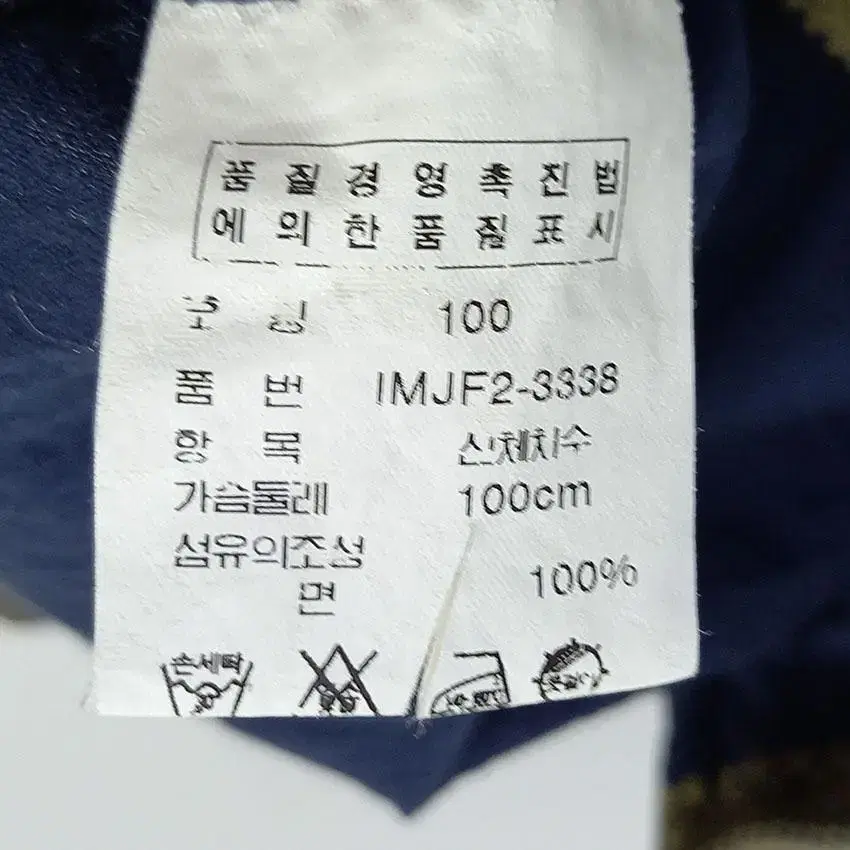 품질경영촉진법
에의한품질표시
호칭 100
품번 IMJF2-3338
항목 신체치수
가슴둘레 100cm
섬유의조성
면 100%
손세탁